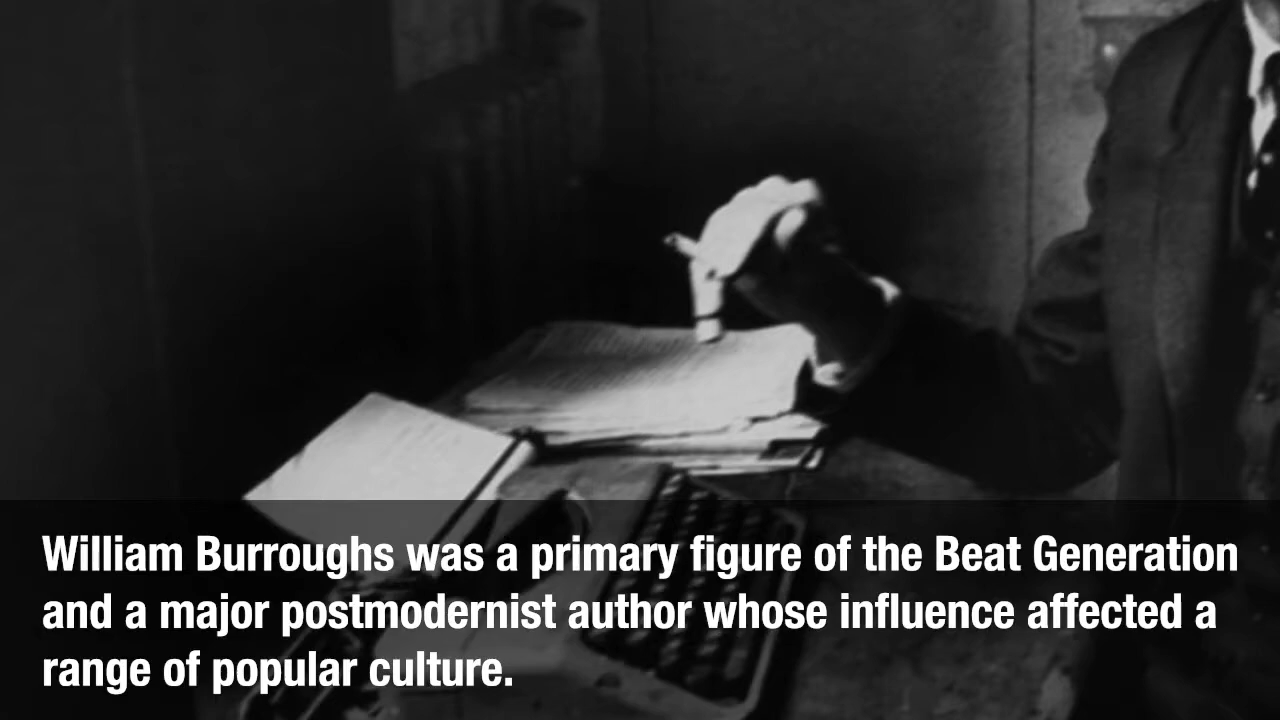 William Burroughs was a primary figure of the Beat Generation
and a major postmodernist author whose influence affected a
range of popular culture.